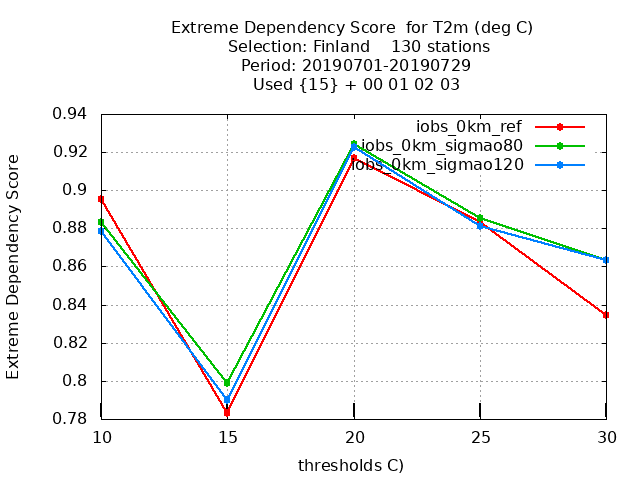 Extreme Dependency Score  for T2m (deg C)
Selection: Finland    130 stations
Period: 20190701-20190729
Used {15} + 00 01 02 03
0.94
0.92
0.9
0.88
0.86
0.84
0.82
0.8
0.78
Extreme Dependency Score
iobs_0km_ref
iobs_0km_sigmao80
iobs_0km_sigmao120
10
15
20
25
30
thresholds C)